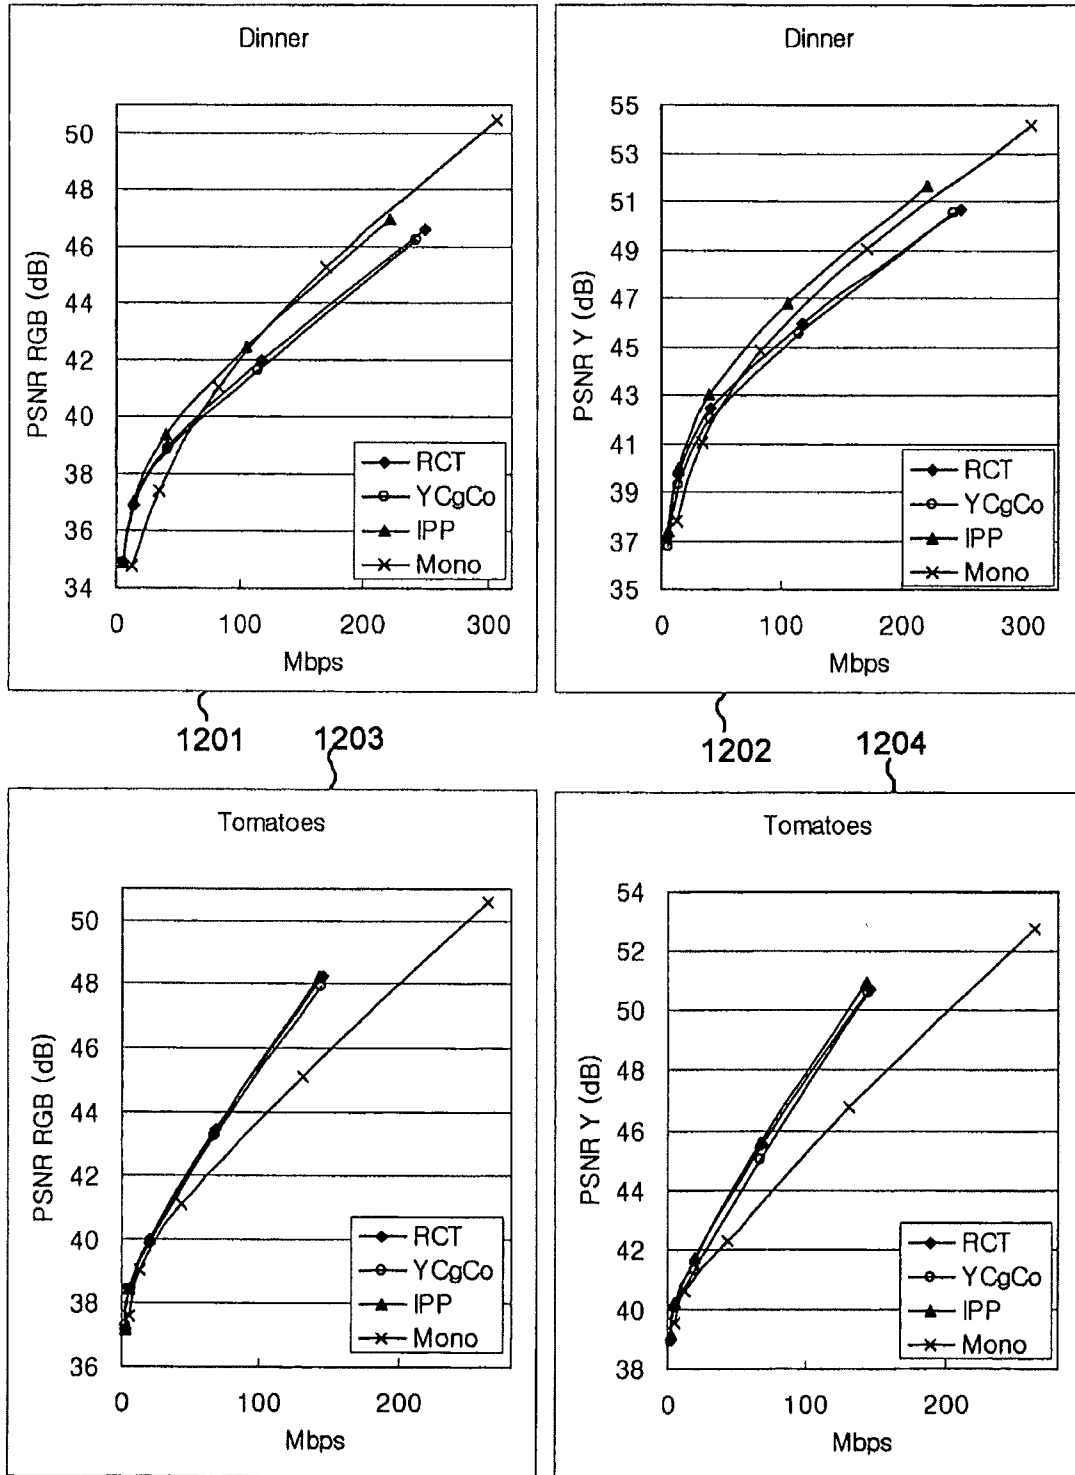 Dinner
PSNR RGB (dB)
50
48
46
44
42
40
38
36
34
0 100 200 300
Mbps
RCT
YCgCo
IPP
Mono
1201
Dinner
PSNR Y (dB)
55
53
51
49
47
45
43
41
39
37
35
0 100 200 300
Mbps
RCT
YCgCo
IPP
Mono
1202
1203
Tomatoes
PSNR RGB (dB)
50
48
46
44
42
40
38
36
0 100 200
Mbps
RCT
YCgCo
IPP
Mono
1204
Tomatoes
PSNR Y (dB)
54
52
50
48
46
44
42
40
38
0 100 200
Mbps
RCT
YCgCo
IPP
Mono